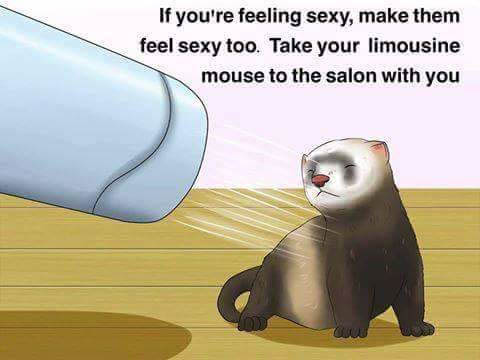 If you're feeling sexy, make them
feel sexy too. Take your limousine
mouse to the salon with you